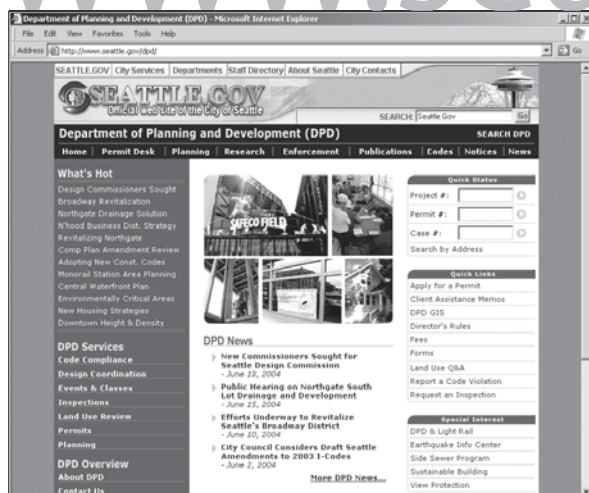 Department of Planning and Development (DPD) - Microsoft Internet Explorer
File Edit View Favorites Tools Help
Address http://www.seattle.gov/dpd/ Go
SEATTLE.GOV City Services Departments Staff Directory About Seattle City Contacts
SEATTLE.GOV
Official web site of the City of Seattle
SEARCH: Seattle.Gov Go
Department of Planning and Development (DPD) SEARCH DPD
Home Permit Desk Planning Research Enforcement Publications Codes Notices News
What's Hot
Design Commissioners Sought
Broadway Revitalization
Northgate Drainage Solution
N'hood Business Dist. Strategy
Revitalizing Northgate
Comp Plan Amendment Review
Adopting New Const. Codes
Monorail Station Area Planning
Central Waterfront Plan
Environmentally Critical Areas
New Housing Strategies
Downtown Height & Density
DPD Services
Code Compliance
Design Coordination
Events & Classes
Inspections
Land Use Review
Permits
Planning
DPD Overview
About DPD
Contact Us
SAFECO FIELD
DPD News
New Commissioners Sought for
Seattle Design Commission
- June 18, 2004
Public Hearing on Northgate South
Lot Drainage and Development
- June 15, 2004
Efforts Underway to Revitalize
Seattle's Broadway District
- June 10, 2004
City Council Considers Draft Seattle
Amendments to 2003 I-Codes
- June 2, 2004
More DPD News...
Quick Status
Project #:
Permit #:
Case #:
Search by Address
Quick Links
Apply for a Permit
Client Assistance Memos
DPD GIS
Director's Rules
Fees
Forms
Land Use Q&A
Report a Code Violation
Request an Inspection
Special Interest
DPD & Light Rail
Earthquake Info Center
Side Sewer Program
Sustainable Building
View Protection